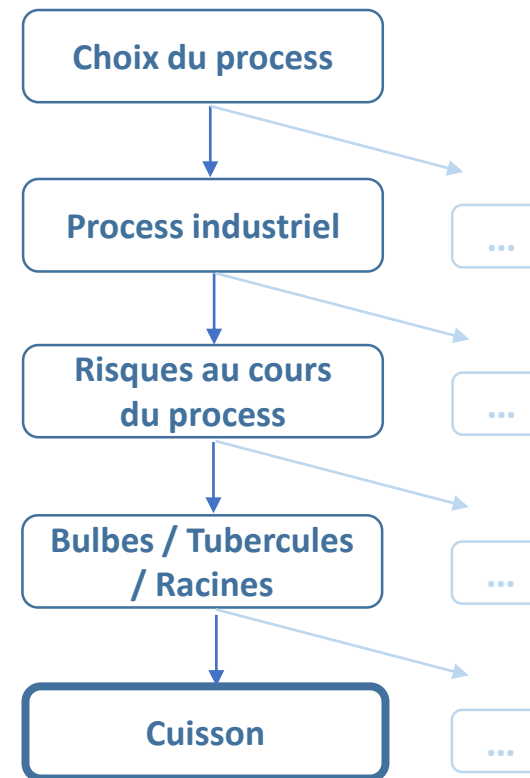 Choix du process
Process industriel
...
Risques au cours
du process
...
Bulbes / Tubercules
/ Racines
...
Cuisson
...